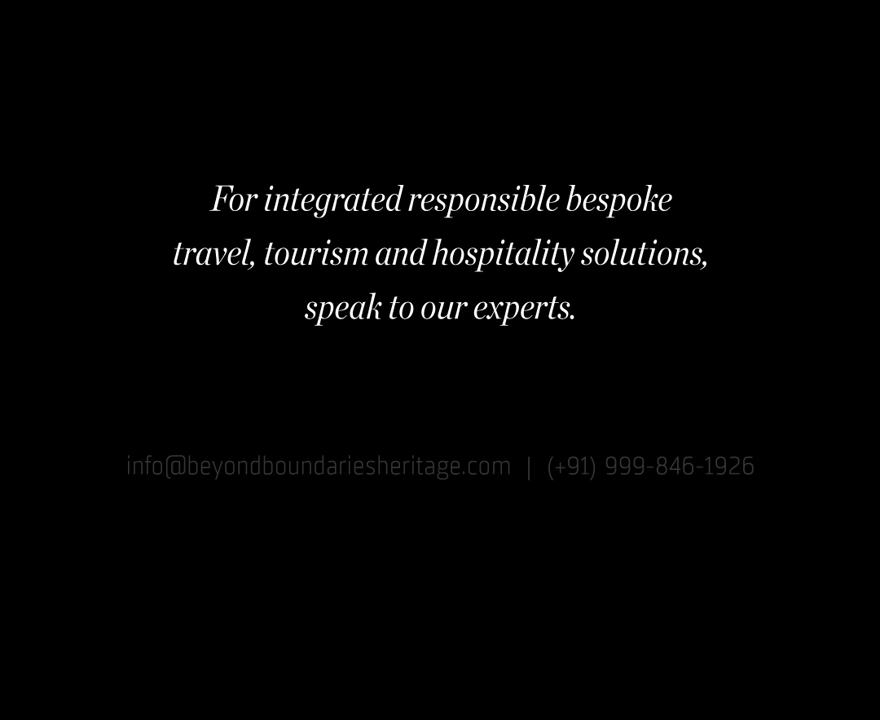 For integrated responsible bespoke
travel, tourism and hospitality solutions,
speak to our experts.
info@beyondboundariesheritage.com | (+91) 999-846-1926